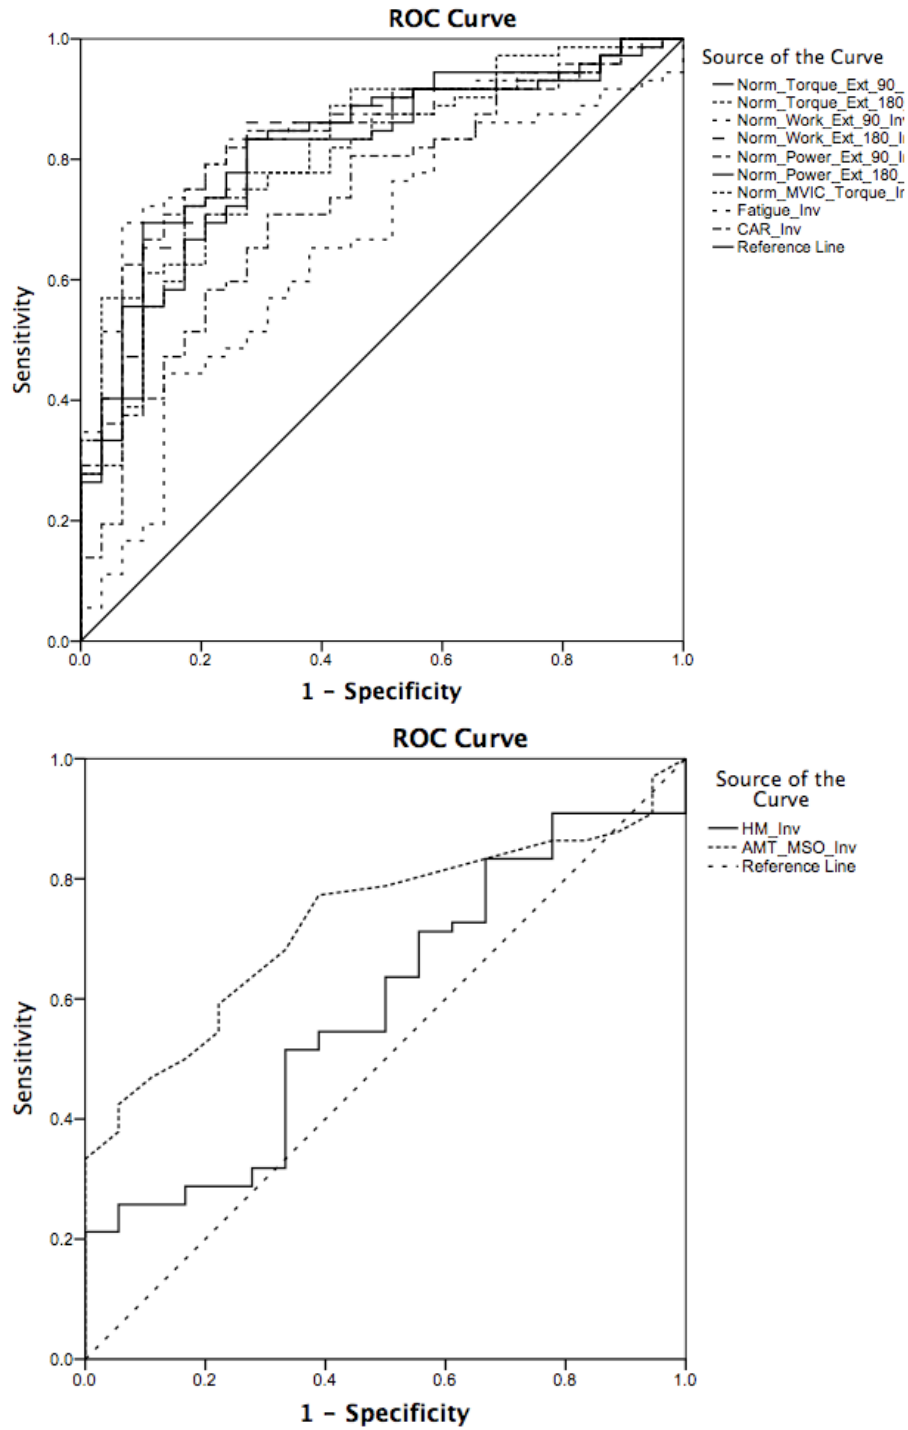 ROC Curve
Source of the Curve
Norm_Torque_Ext_90_
Norm_Torque_Ext_180
Norm_Work_Ext_90_Inv
Norm_Work_Ext_180_I
Norm_Power_Ext_90_I
Norm_Power_Ext_180_
Norm_MVIC_Torque_I
Fatigue_Inv
CAR_Inv
Reference Line
Sensitivity
1.0
0.8
0.6
0.4
0.2
0.0
0.0 0.2 0.4 0.6 0.8 1.0
1 - Specificity
ROC Curve
Source of the
Curve
HM_Inv
AMT_MSO_Inv
Reference Line
Sensitivity
1.0
0.8
0.6
0.4
0.2
0.0
0.0 0.2 0.4 0.6 0.8 1.0
1 - Specificity